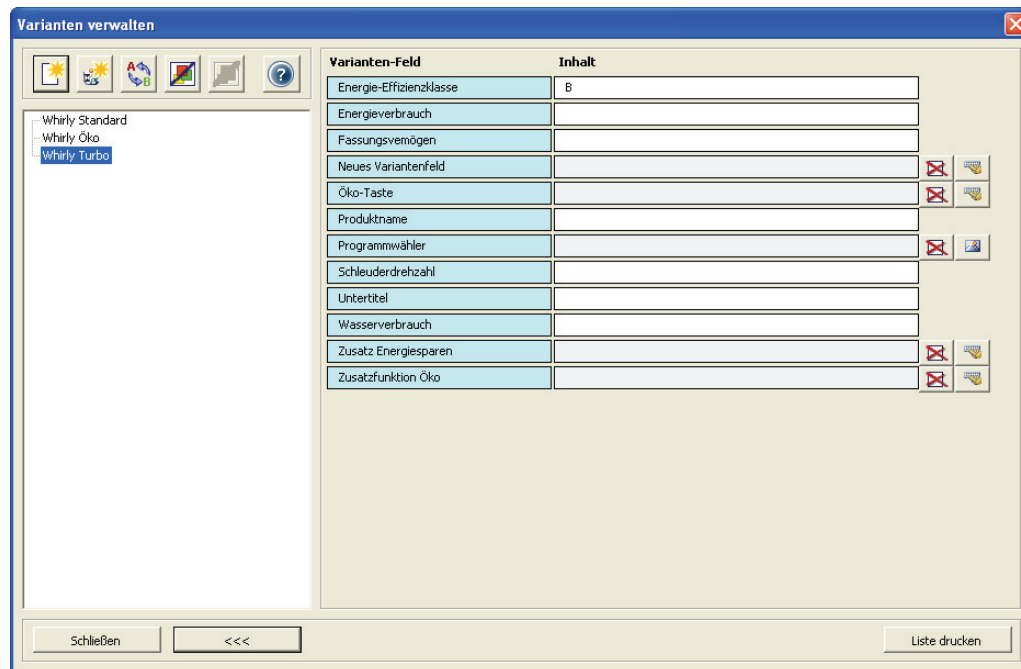 Varianten verwalten
Varianten-Feld Inhalt
Whirly Standard
Whirly Öko
Whirly Turbo
Energie-Effizienzklasse B
Energieverbrauch
Fassungsvemögen
Neues Variantenfeld
Öko-Taste
Produktname
Programmwähler
Schleuderdrehzahl
Untertitel
Wasserverbrauch
Zusatz Energiesparen
Zusatzfunktion Öko
Schließen <<< Liste drucken